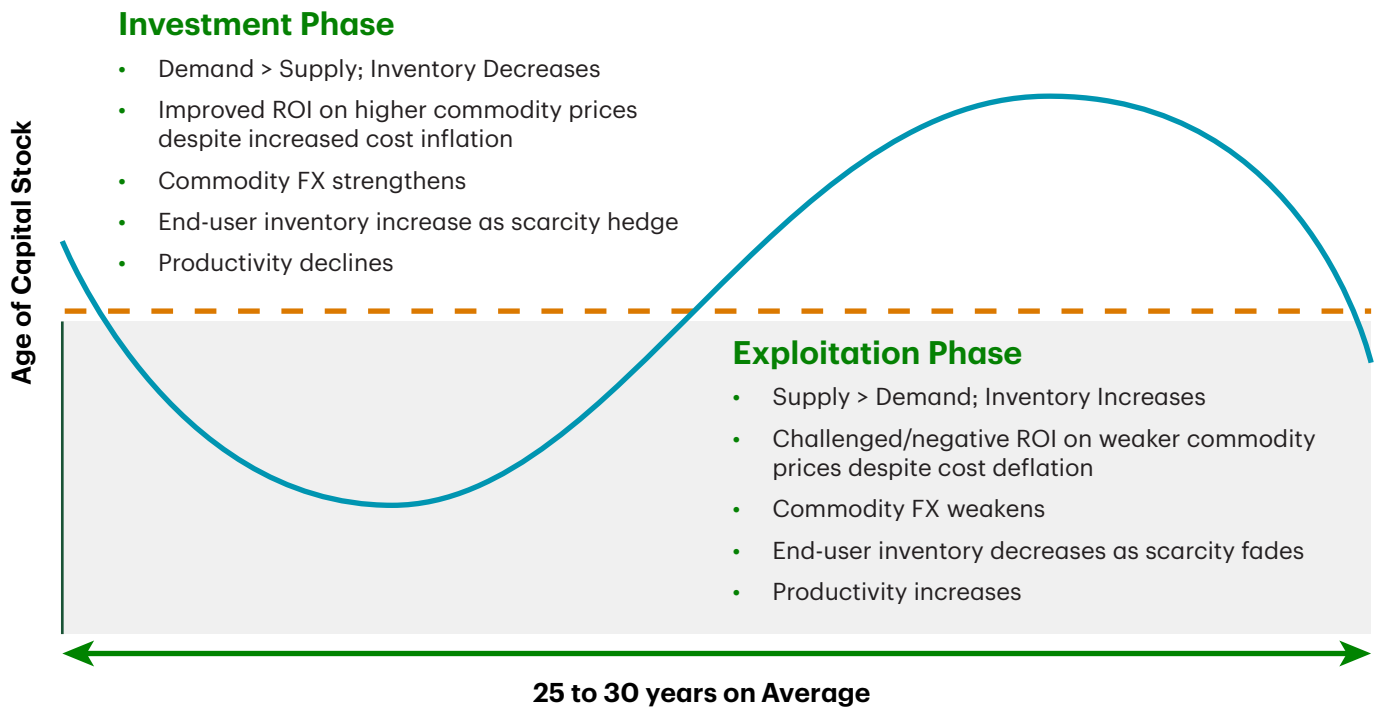 Investment Phase
• Demand > Supply; Inventory Decreases
• Improved ROI on higher commodity prices
despite increased cost inflation
• Commodity FX strengthens
• End-user inventory increase as scarcity hedge
• Productivity declines
Age of Capital Stock
Exploitation Phase
• Supply > Demand; Inventory Increases
• Challenged/negative ROI on weaker commodity
prices despite cost deflation
• Commodity FX weakens
• End-user inventory decreases as scarcity fades
• Productivity increases
25 to 30 years on Average